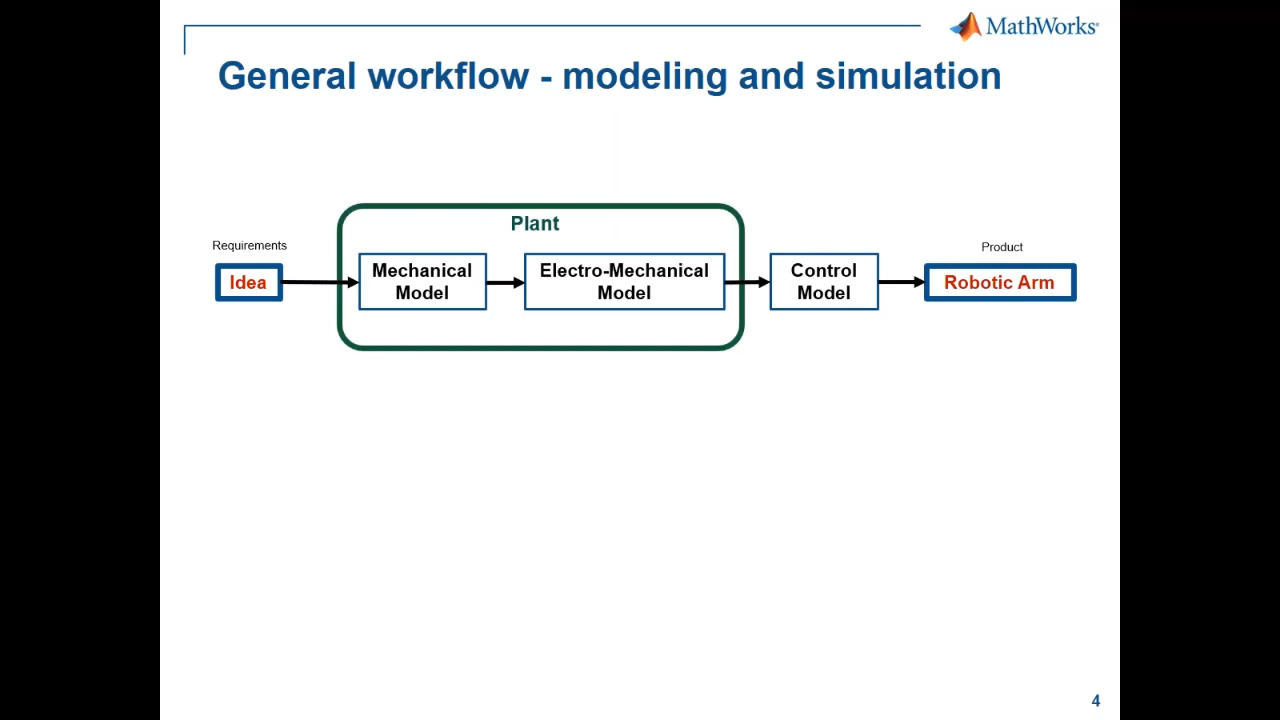 MathWorks®
General workflow - modeling and simulation
Plant
Requirements
Product
Idea
Mechanical
Model
Electro-Mechanical
Model
Control
Model
Robotic Arm
4